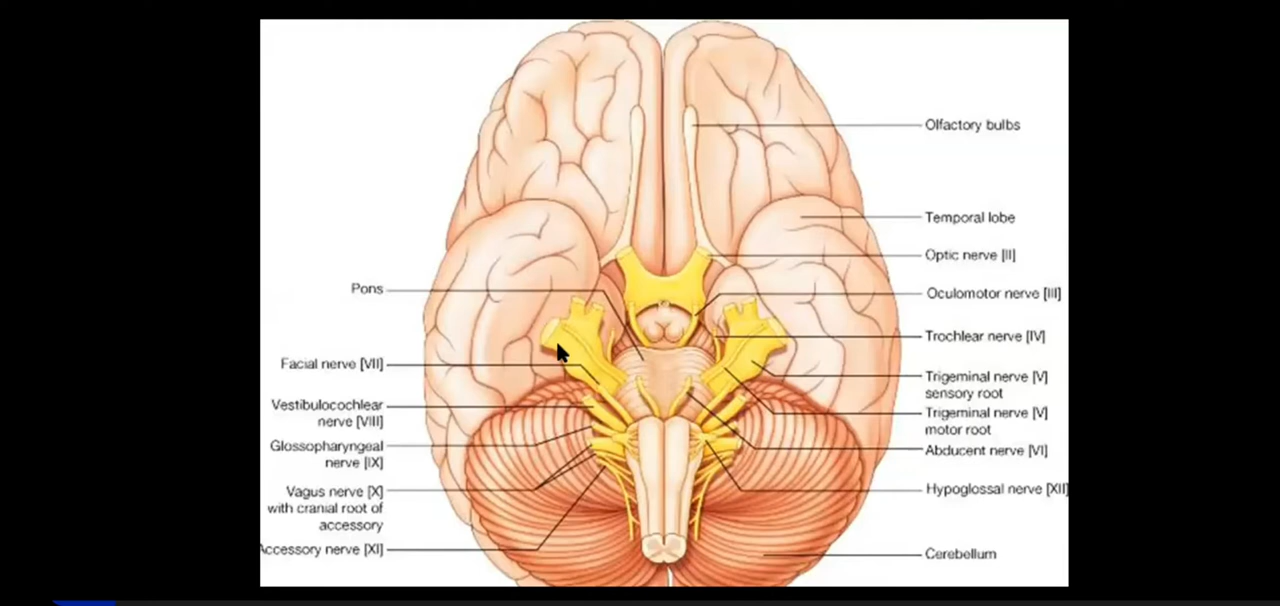 Olfactory bulbs
Temporal lobe
Optic nerve [II]
Pons
Oculomotor nerve [III]
Trochlear nerve [IV]
Facial nerve [VII]
Trigeminal nerve [V]
sensory root
Vestibulocochlear
nerve [VIII]
Trigeminal nerve [V]
motor root
Glossopharyngeal
nerve [IX]
Abducent nerve [VI]
Vagus nerve [X]
with cranial root of
accessory
Hypoglossal nerve [XII]
Accessory nerve [XI]
Cerebellum